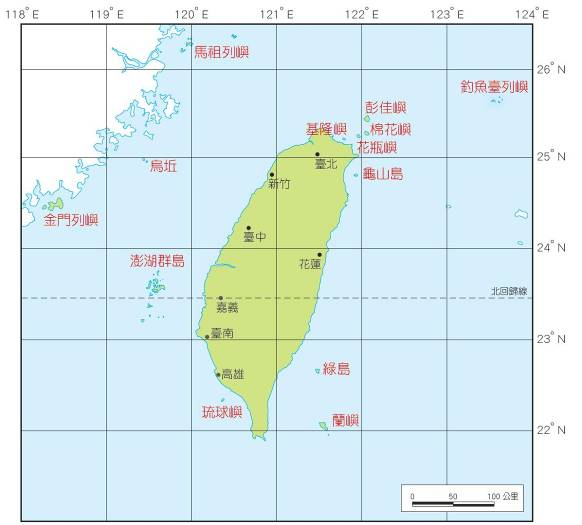 118° E
119° E
120° E
121° E
122° E
123° E
124° E
馬祖列嶼
26° N
釣魚臺列嶼
彭佳嶼
基隆嶼
棉花嶼
花瓶嶼
臺北
25° N
烏坵
龜山島
新竹
金門列嶼
臺中
24° N
澎湖群島
花蓮
北回歸線
嘉義
臺南
23° N
綠島
高雄
琉球嶼
蘭嶼
22° N
0 50 100 公里